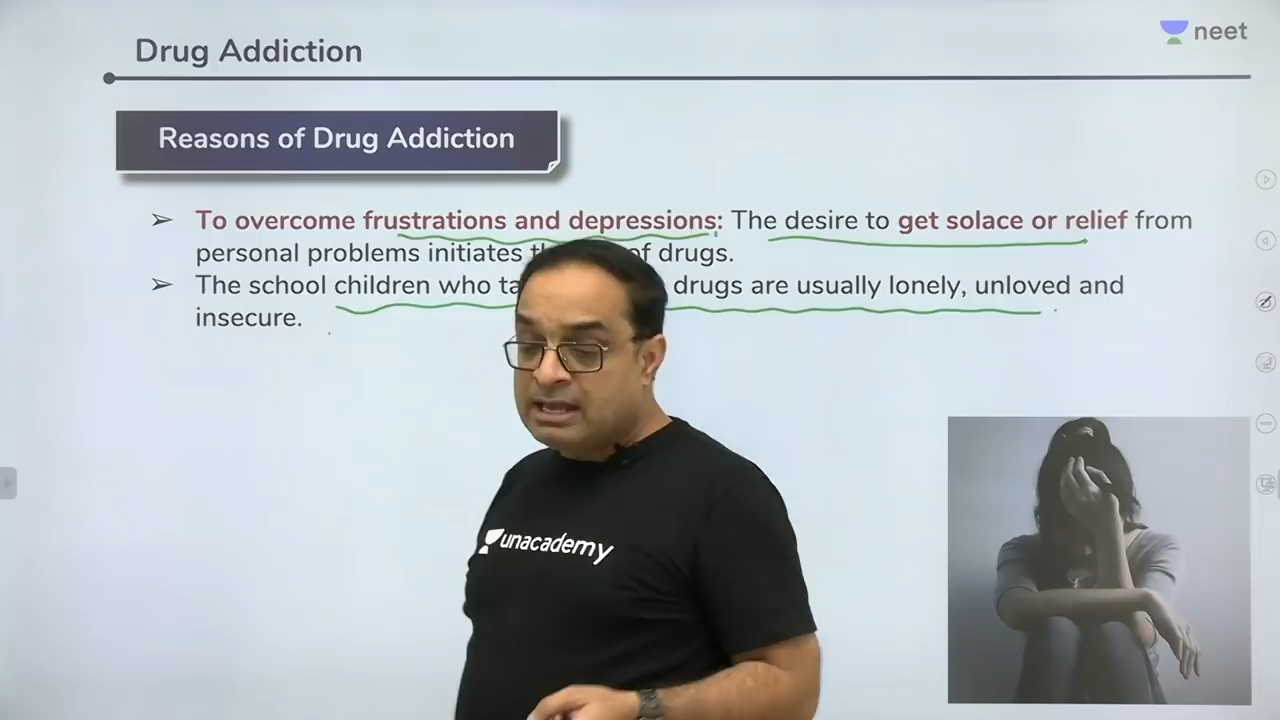 Drug Addiction
neet
Reasons of Drug Addiction
➢ To overcome frustrations and depressions: The desire to get solace or relief from
personal problems initiates of drugs.
➢ The school children who drugs are usually lonely, unloved and
insecure.
unacademy